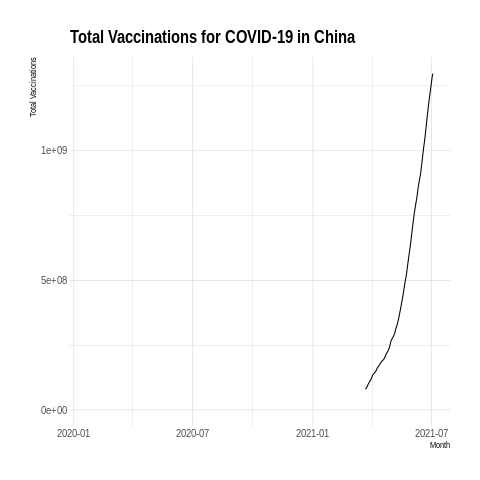 Total Vaccinations for COVID-19 in China
Total Vaccinations
1e+09
5e+08
0e+00
2020-01 2020-07 2021-01 2021-07
Month